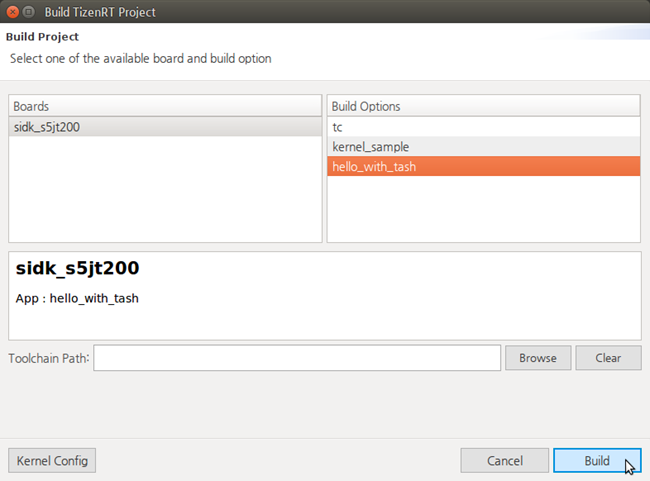 Build TizenRT Project
Build Project
Select one of the available board and build option
Boards
Build Options
sidk_s5jt200
tc
kernel_sample
hello_with_tash
sidk_s5jt200
App : hello_with_tash
Toolchain Path:
Browse
Clear
Kernel Config
Cancel
Build